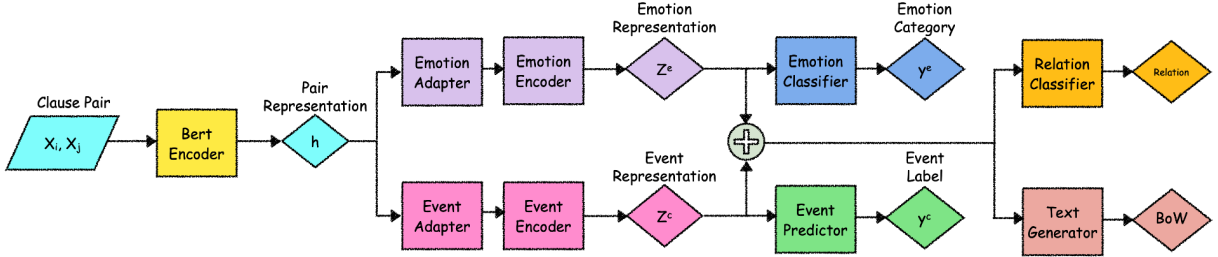 Clause Pair
Xi, Xj
Bert
Encoder
Pair
Representation
h
Emotion
Adapter
Emotion
Encoder
Emotion
Representation
Zᵉ
Emotion
Classifier
Emotion
Category
yᵉ
Event
Adapter
Event
Encoder
Event
Representation
Zᶜ
Event
Predictor
Event
Label
yᶜ
Relation
Classifier
Relation
Text
Generator
BoW